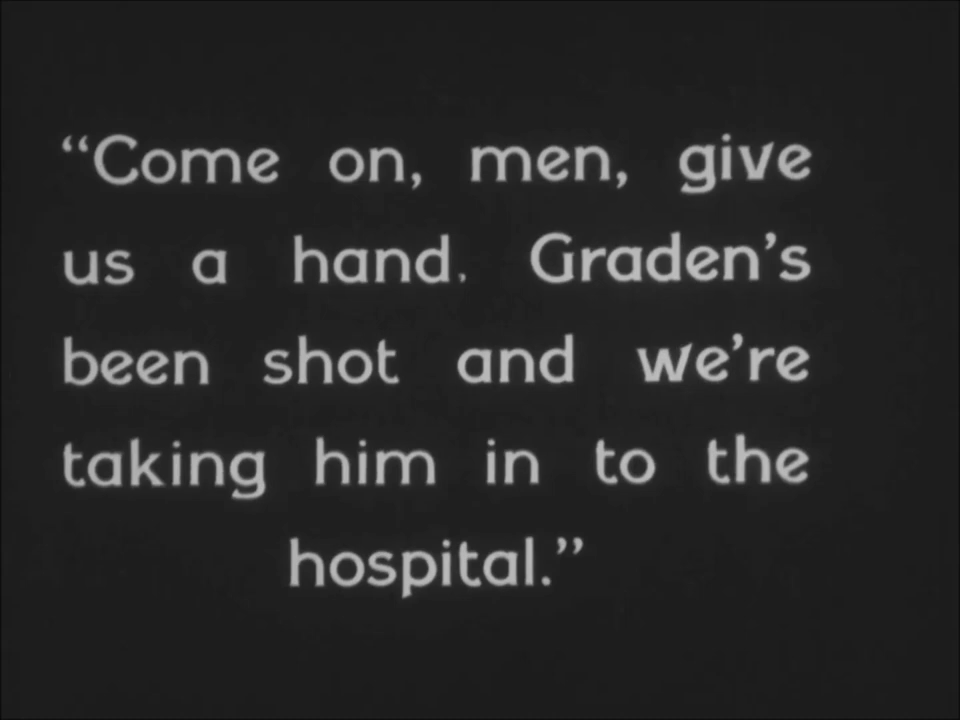 “Come on, men, give
us a hand. Graden’s
been shot and we’re
taking him in to the
hospital.”